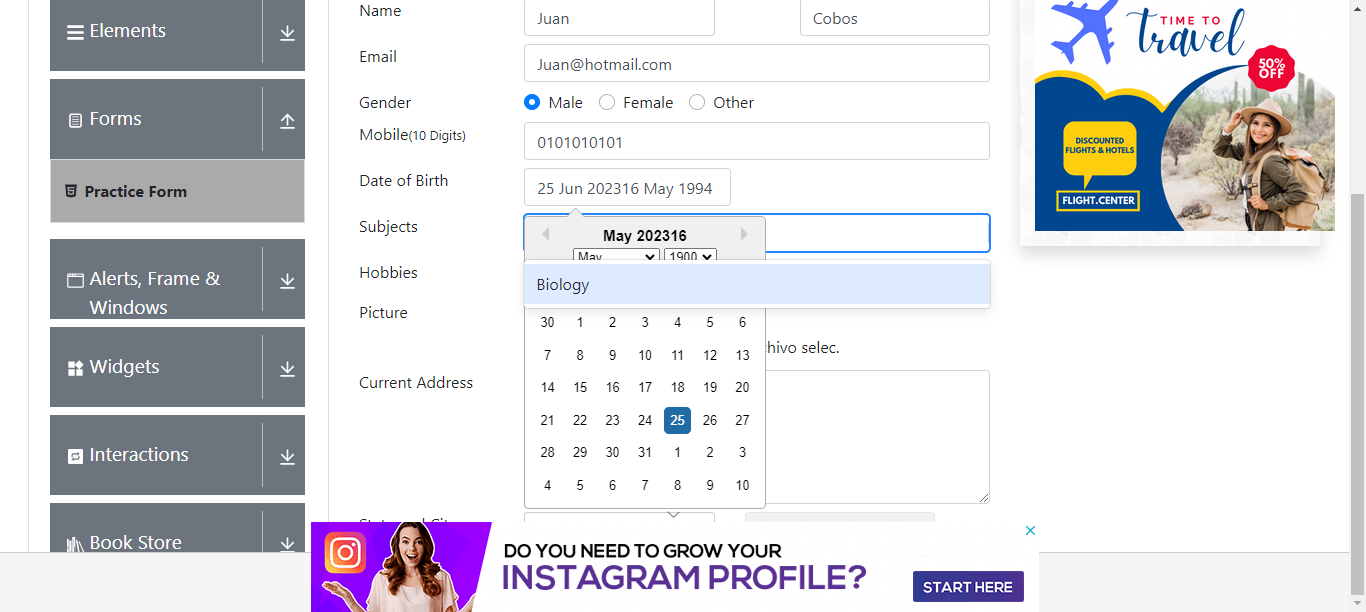 Elements
Forms
Practice Form
Alerts, Frame &
Windows
Widgets
Interactions
Book Store
Name
Juan
Cobos
Email
Juan@hotmail.com
Gender
Male
Female
Other
Mobile(10 Digits)
0101010101
Date of Birth
25 Jun 202316 May 1994
Subjects
May 202316
May
1900
Biology
Hobbies
Picture
30 1 2 3 4 5 6
7 8 9 10 11 12 13
14 15 16 17 18 19 20
21 22 23 24 25 26 27
28 29 30 31 1 2 3
4 5 6 7 8 9 10
hivo selec.
Current Address
State and City
TIME TO
travel
50%
OFF
DISCOUNTED
FLIGHTS & HOTELS
FLIGHT.CENTER
DO YOU NEED TO GROW YOUR
INSTAGRAM PROFILE?
START HERE